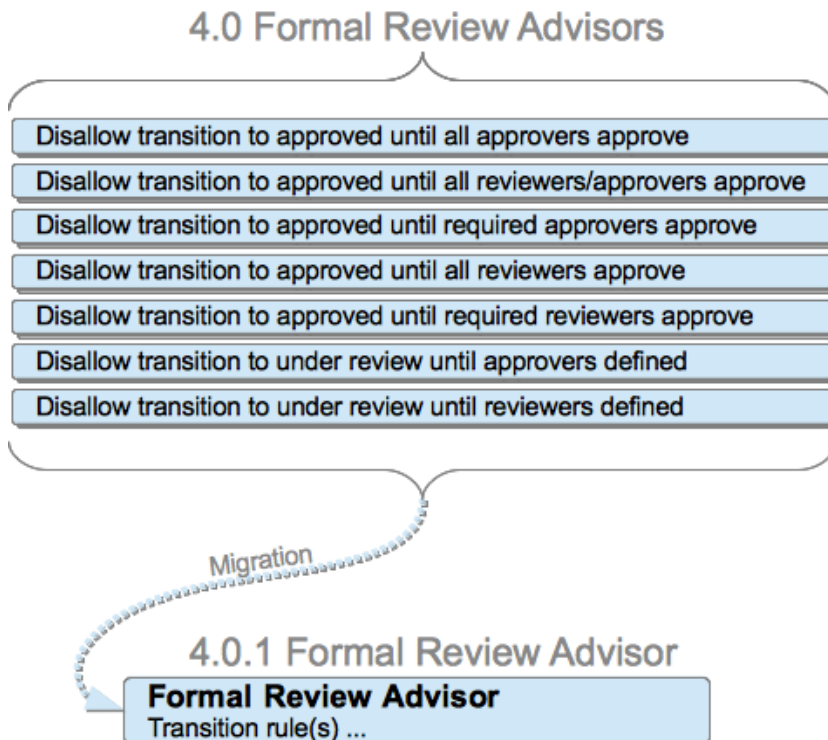 4.0 Formal Review Advisors
Disallow transition to approved until all approvers approve
Disallow transition to approved until all reviewers/approvers approve
Disallow transition to approved until required approvers approve
Disallow transition to approved until all reviewers approve
Disallow transition to approved until required reviewers approve
Disallow transition to under review until approvers defined
Disallow transition to under review until reviewers defined
Migration
4.0.1 Formal Review Advisor
Formal Review Advisor
Transition rule(s) ...